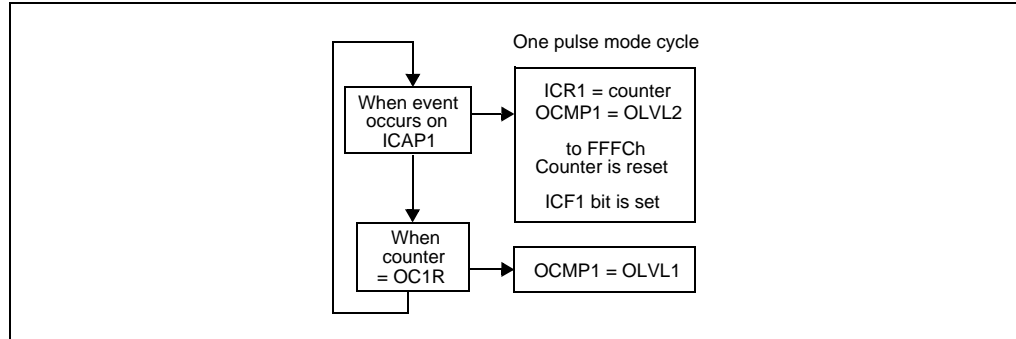 One pulse mode cycle
When event
occurs on
ICAP1
ICR1 = counter
OCMP1 = OLVL2
to FFFCh
Counter is reset
ICF1 bit is set
When
counter
= OC1R
OCMP1 = OLVL1